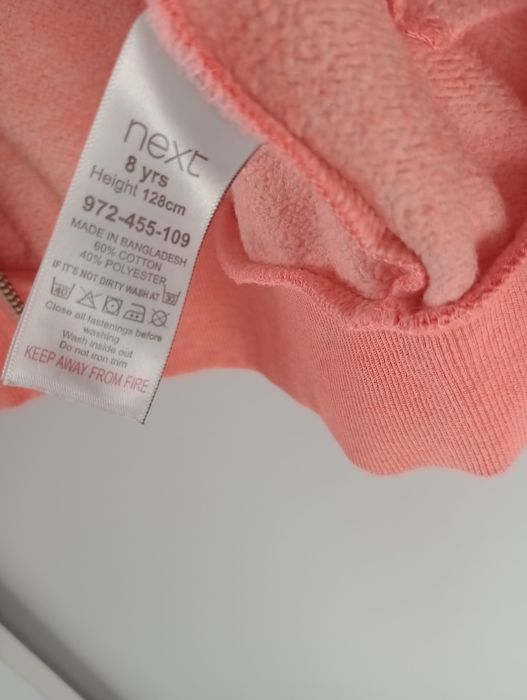 next
8 yrs
Height 128cm
972-455-109
MADE IN BANGLADESH
60% COTTON
40% POLYESTER
IF IT'S NOT DIRTY WASH AT 30
40
Close all fastenings before
washing
Wash inside out
Do not iron trim
KEEP AWAY FROM FIRE